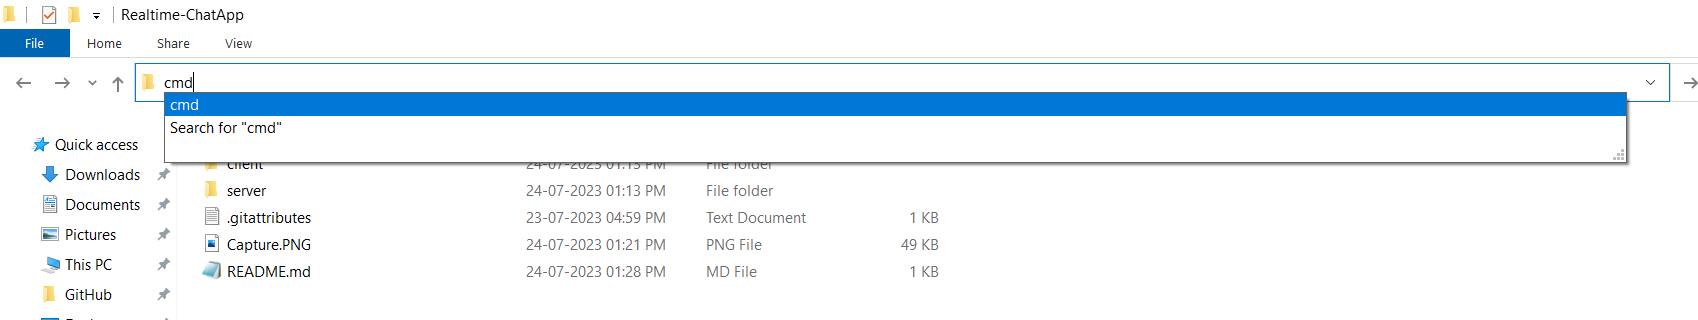 Realtime-ChatApp
File Home Share View
cmd
cmd
Search for "cmd"
Quick access
client 24-07-2023 01:13 PM File folder
Downloads
server 24-07-2023 01:13 PM File folder
Documents
.gitattributes 23-07-2023 04:59 PM Text Document 1 KB
Pictures
Capture.PNG 24-07-2023 01:21 PM PNG File 49 KB
This PC
README.md 24-07-2023 01:28 PM MD File 1 KB
GitHub